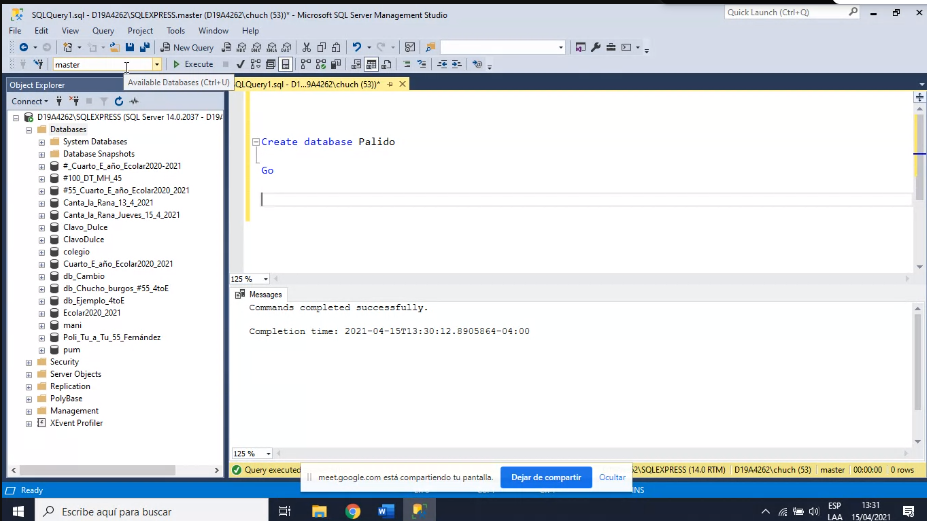 SQLQuery1.sql - D19A4262\SQLEXPRESS.master (D19A4262\chuch (53))* - Microsoft SQL Server Management Studio
Quick Launch (Ctrl+Q)
File Edit View Query Project Tools Window Help
New Query
master
Execute
Available Databases (Ctrl+U)
Object Explorer
SQLQuery1.sql - D1...9A4262\chuch (53))*
Connect
D19A4262\SQLEXPRESS (SQL Server 14.0.2037 - D19A
Databases
System Databases
Database Snapshots
#_Cuarto_E_año_Ecolar2020-2021
#100_DT_MH_45
#55_Cuarto_E_año_Ecolar2020_2021
Canta_la_Rana_13_4_2021
Canta_la_Rana_Jueves_15_4_2021
Clavo_Dulce
ClavoDulce
colegio
Cuarto_E_año_Ecolar2020_2021
db_Cambio
db_Chucho_burgos_#55_4toE
db_Ejemplo_4toE
Ecolar2020_2021
mani
Poli_Tu_a_Tu_55_Fernández
pum
Security
Server Objects
Replication
PolyBase
Management
XEvent Profiler
Create database Palido
Go
125 %
Messages
Commands completed successfully.
Completion time: 2021-04-15T13:30:12.8905864-04:00
125 %
Query executed
\SQLEXPRESS (14.0 RTM) D19A4262\chuch (53) master 00:00:00 0 rows
meet.google.com está compartiendo tu pantalla. Dejar de compartir Ocultar
Ready
INS
Escribe aquí para buscar
ESP
LAA
13:31
15/04/2021